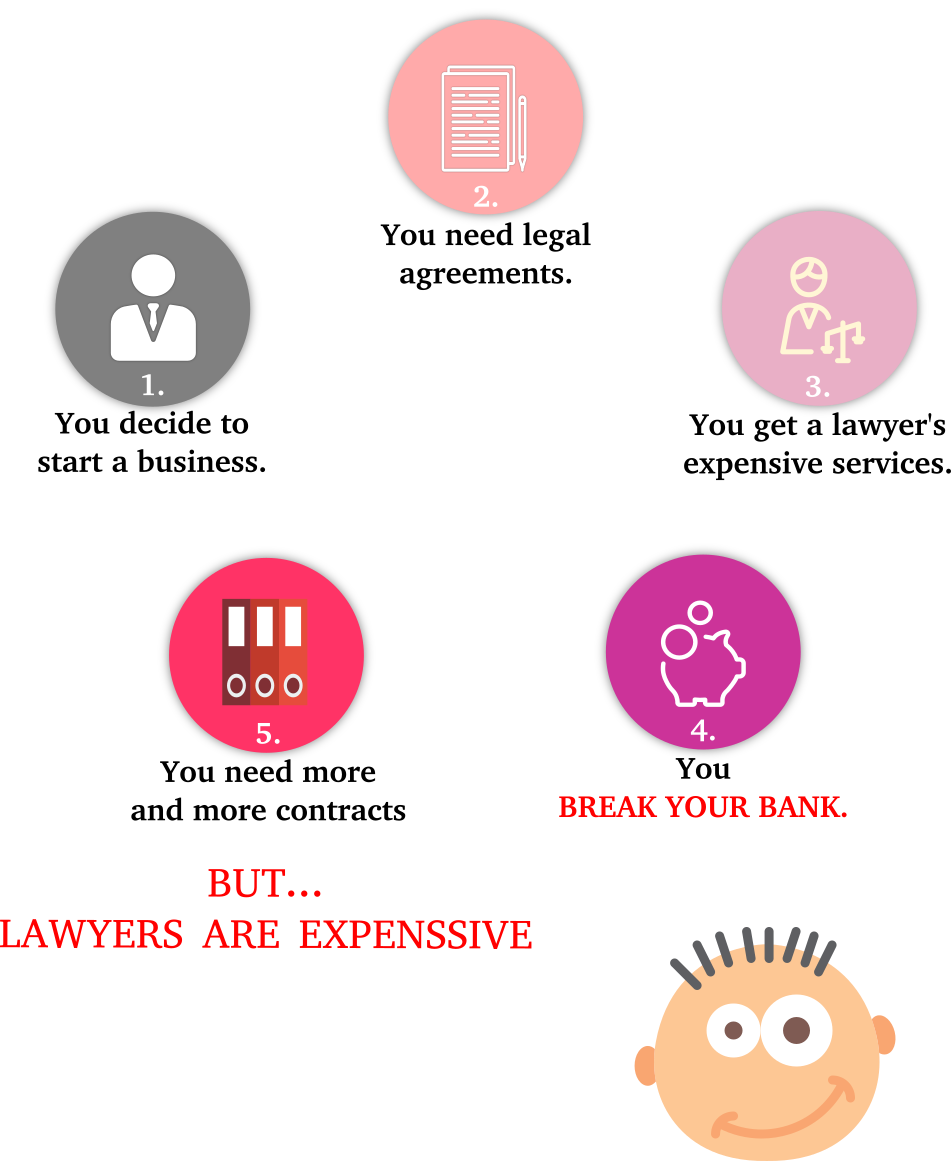 1.
You decide to
start a business.
2.
You need legal
agreements.
3.
You get a lawyer's
expensive services.
4.
You
BREAK YOUR BANK.
5.
You need more
and more contracts
BUT...
LAWYERS ARE EXPENSSIVE